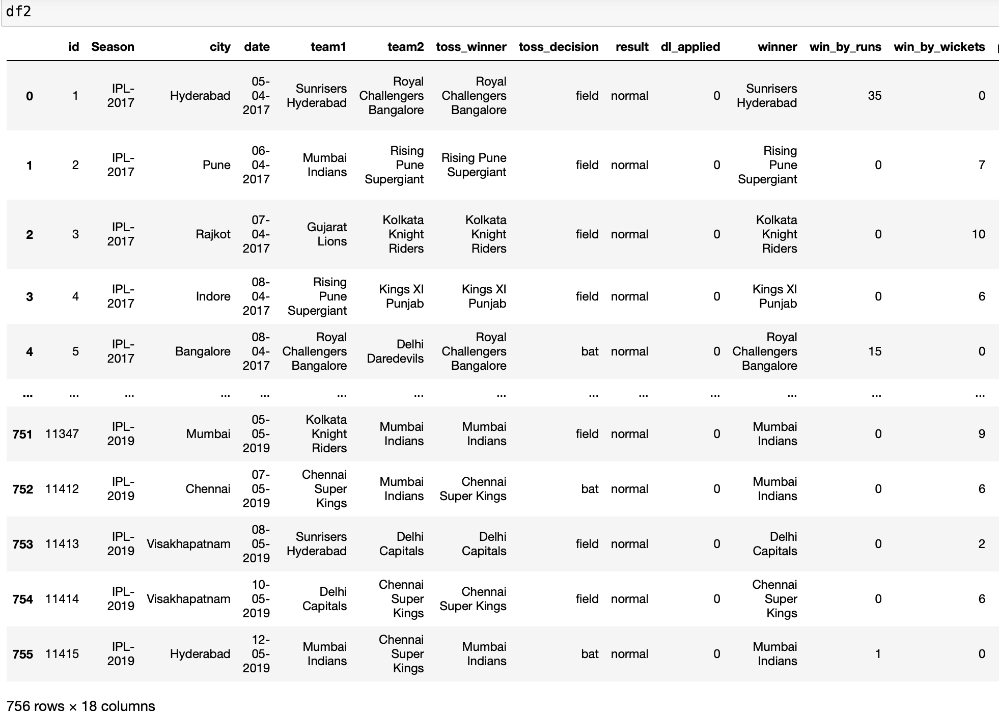 df2
id Season city date team1 team2 toss_winner toss_decision result dl_applied winner win_by_runs win_by_wickets
0 1 IPL-2017 Hyderabad 05-04-2017 Sunrisers Hyderabad Royal Challengers Bangalore Royal Challengers Bangalore field normal 0 Sunrisers Hyderabad 35 0
1 2 IPL-2017 Pune 06-04-2017 Mumbai Indians Rising Pune Supergiant Rising Pune Supergiant field normal 0 Rising Pune Supergiant 0 7
2 3 IPL-2017 Rajkot 07-04-2017 Gujarat Lions Kolkata Knight Riders Kolkata Knight Riders field normal 0 Kolkata Knight Riders 0 10
3 4 IPL-2017 Indore 08-04-2017 Rising Pune Supergiant Kings XI Punjab Kings XI Punjab field normal 0 Kings XI Punjab 0 6
4 5 IPL-2017 Bangalore 08-04-2017 Royal Challengers Bangalore Delhi Daredevils Royal Challengers Bangalore bat normal 0 Royal Challengers Bangalore 15 0
... ... ... ... ... ... ... ... ... ... ... ... ... ...
751 11347 IPL-2019 Mumbai 05-05-2019 Kolkata Knight Riders Mumbai Indians Mumbai Indians field normal 0 Mumbai Indians 0 9
752 11412 IPL-2019 Chennai 07-05-2019 Chennai Super Kings Mumbai Indians Chennai Super Kings bat normal 0 Mumbai Indians 0 6
753 11413 IPL-2019 Visakhapatnam 08-05-2019 Sunrisers Hyderabad Delhi Capitals Delhi Capitals field normal 0 Delhi Capitals 0 2
754 11414 IPL-2019 Visakhapatnam 10-05-2019 Delhi Capitals Chennai Super Kings Chennai Super Kings field normal 0 Chennai Super Kings 0 6
755 11415 IPL-2019 Hyderabad 12-05-2019 Mumbai Indians Chennai Super Kings Mumbai Indians bat normal 0 Mumbai Indians 1 0
756 rows × 18 columns